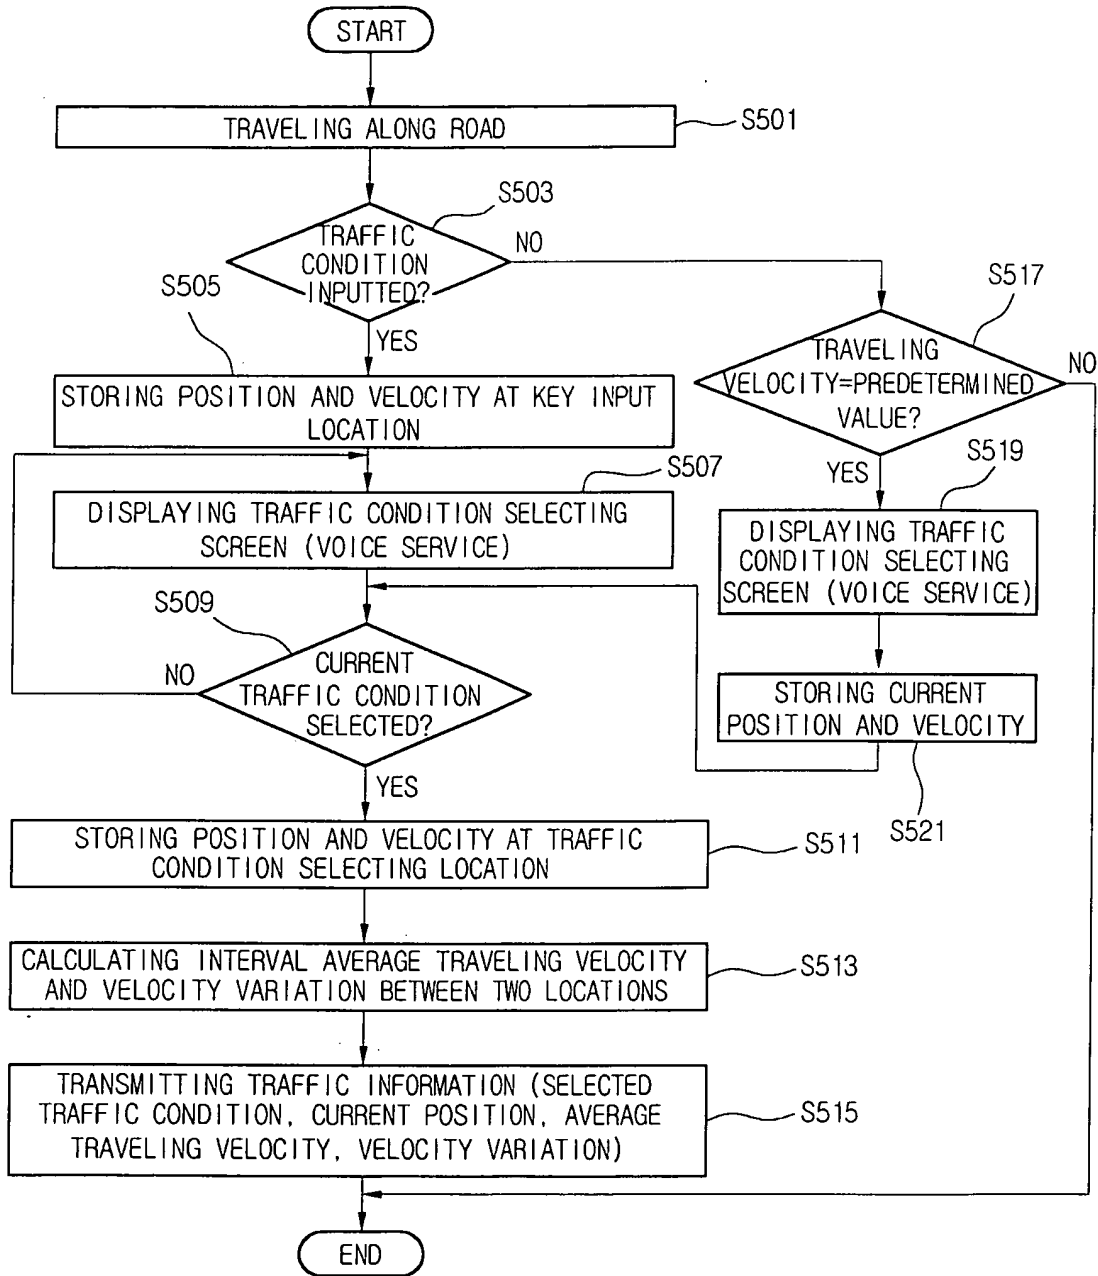 START
TRAVELING ALONG ROAD
S501
S503
TRAFFIC
CONDITION
INPUTTED?
NO
YES
S505
STORING POSITION AND VELOCITY AT KEY INPUT
LOCATION
S507
DISPLAYING TRAFFIC CONDITION SELECTING
SCREEN (VOICE SERVICE)
S509
CURRENT
TRAFFIC CONDITION
SELECTED?
NO
YES
STORING POSITION AND VELOCITY AT TRAFFIC
CONDITION SELECTING LOCATION
S511
CALCULATING INTERVAL AVERAGE TRAVELING VELOCITY
AND VELOCITY VARIATION BETWEEN TWO LOCATIONS
S513
TRANSMITTING TRAFFIC INFORMATION (SELECTED
TRAFFIC CONDITION, CURRENT POSITION, AVERAGE
TRAVELING VELOCITY, VELOCITY VARIATION)
S515
S517
TRAVELING
VELOCITY=PREDETERMINED
VALUE?
NO
YES
S519
DISPLAYING TRAFFIC
CONDITION SELECTING
SCREEN (VOICE SERVICE)
STORING CURRENT
POSITION AND VELOCITY
S521
END